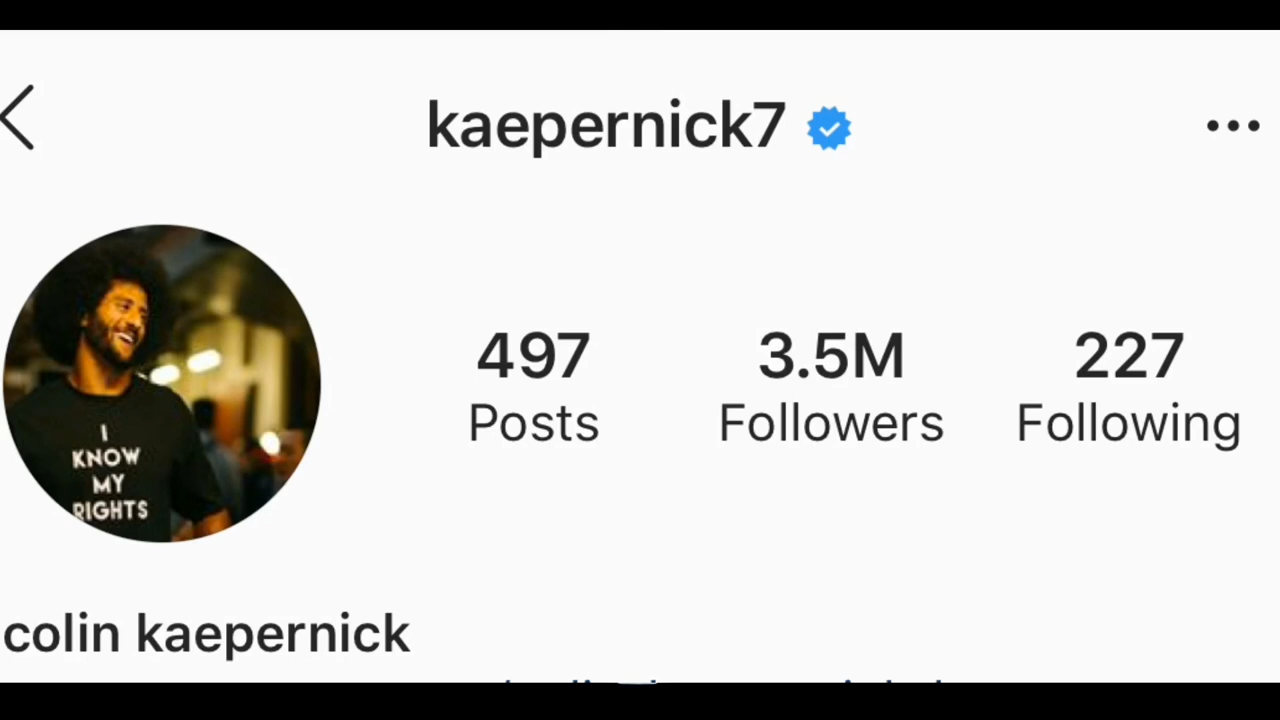 kaepernick7
I
KNOW
MY
RIGHTS
497
Posts
3.5M
Followers
227
Following
colin kaepernick